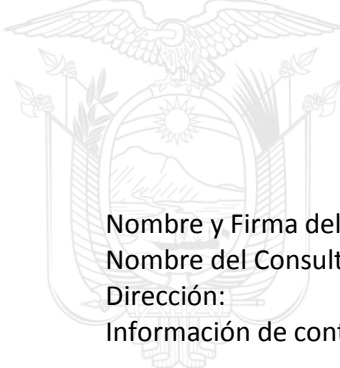 Nombre y Firma del
Nombre del Consult
Dirección:
Información de cont